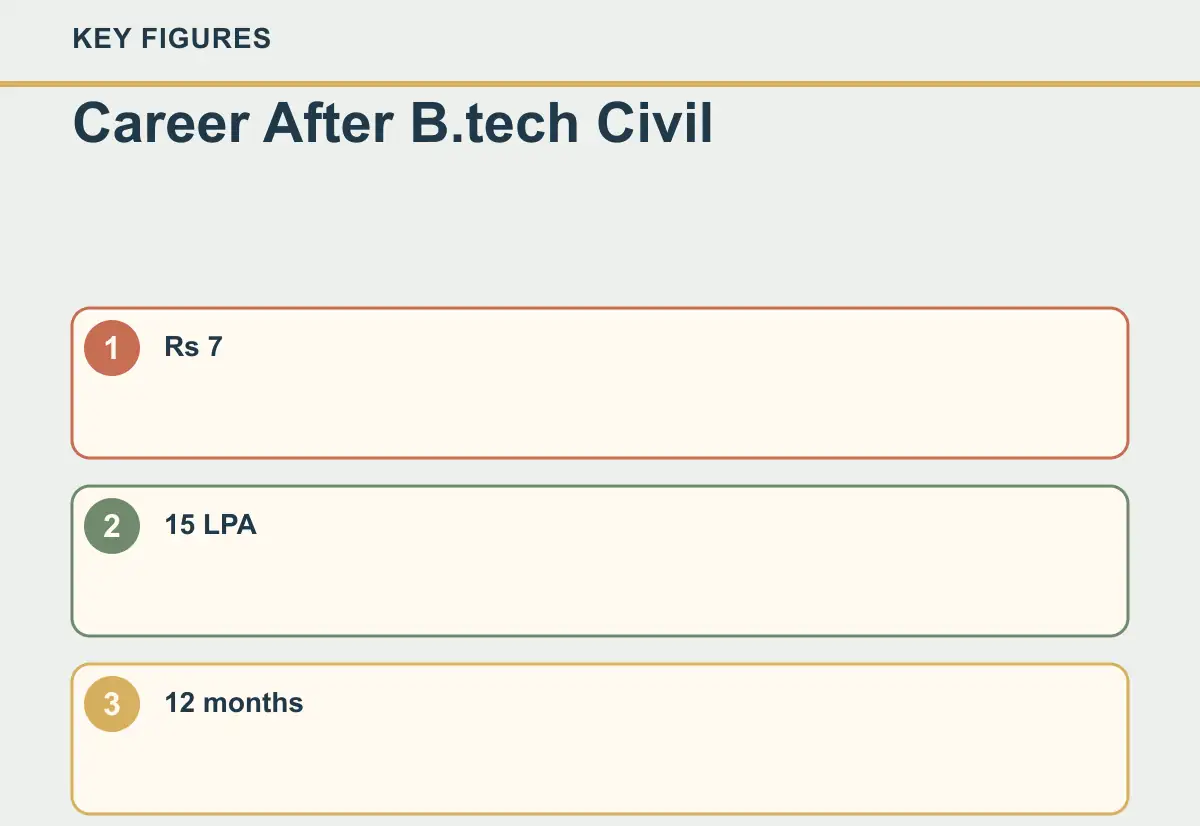 KEY FIGURES
Career After B.tech Civil
1 Rs 7
2 15 LPA
3 12 months